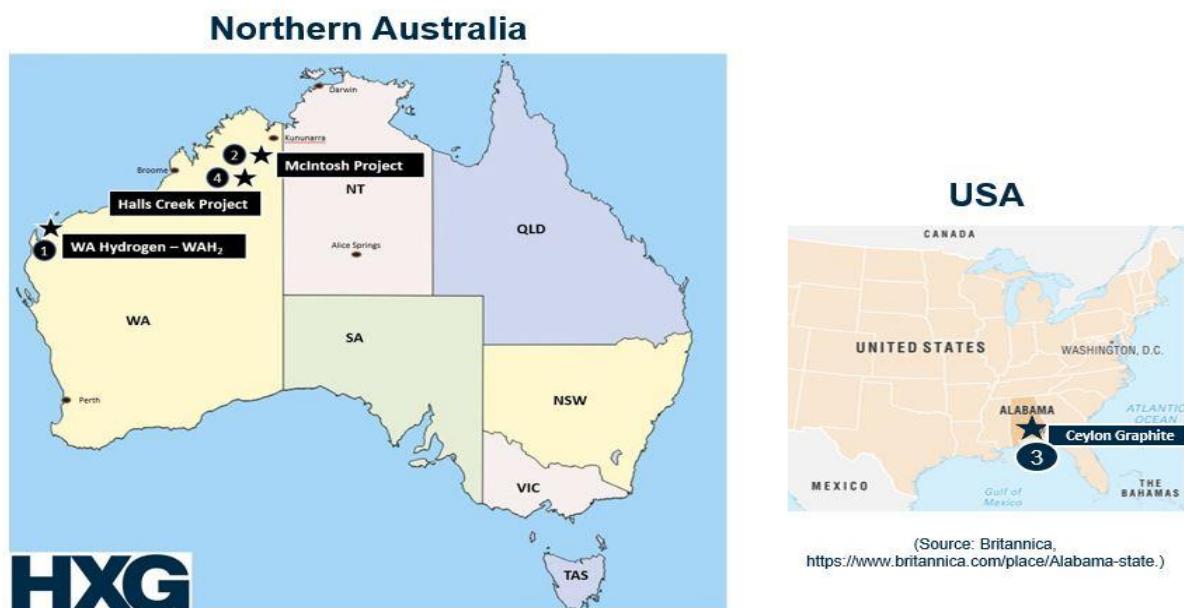 Northern Australia
Darwin
Kununarra
2
McIntosh Project
Broome
4
NT
Halls Creek Project
QLD
1
WA Hydrogen – WAH₂
Alice Springs
WA
SA
Perth
NSW
VIC
TAS
HXG
USA
CANADA
UNITED STATES
WASHINGTON, D.C.
ALABAMA
ATLANTIC
OCEAN
Ceylon Graphite
3
MEXICO
Gulf of
Mexico
THE
BAHAMAS
(Source: Britannica,
https://www.britannica.com/place/Alabama-state.)